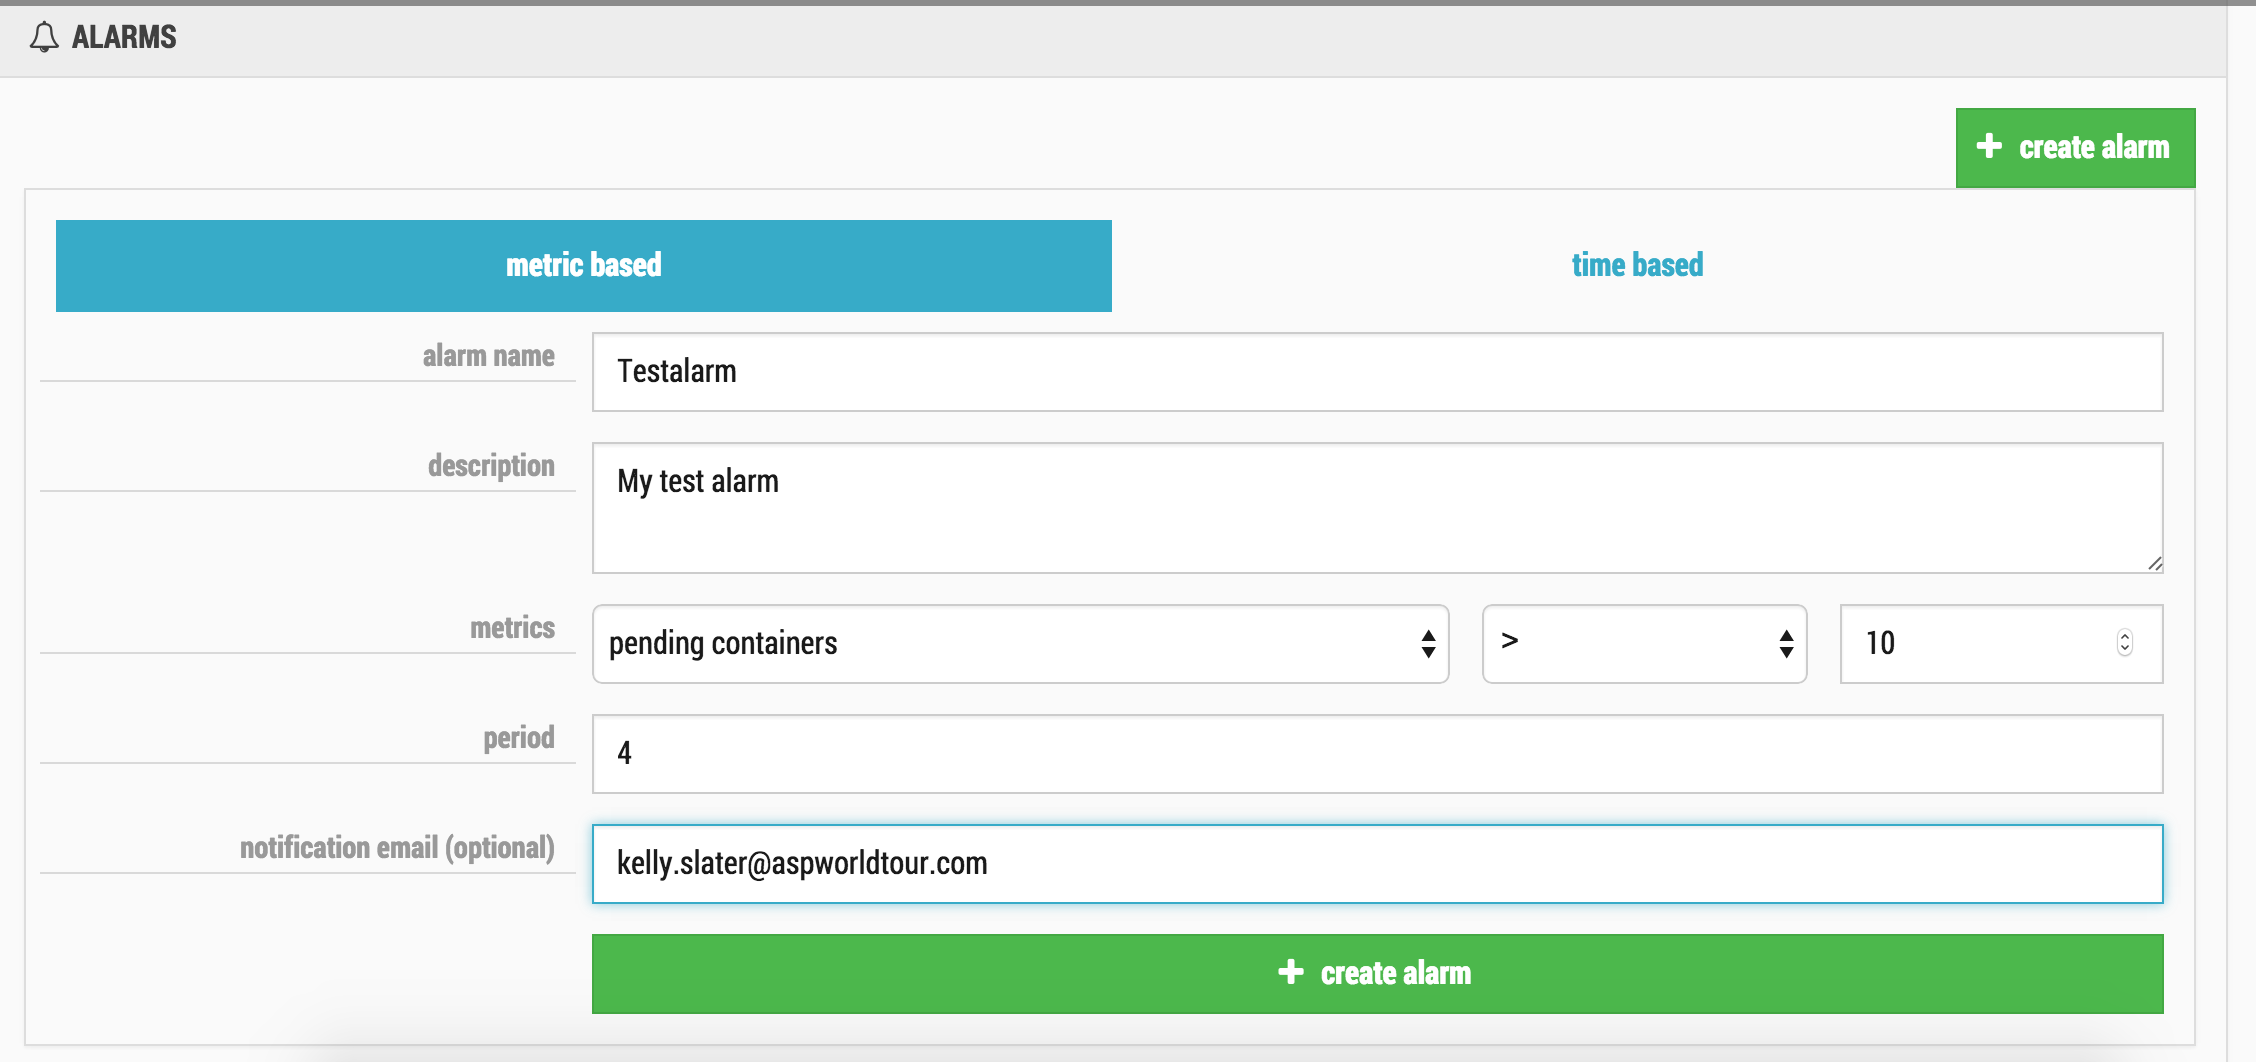 ALARMS
+ create alarm
metric based time based
alarm name Testalarm
description My test alarm
metrics pending containers > 10
period 4
notification email (optional) kelly.slater@aspworldtour.com
+ create alarm